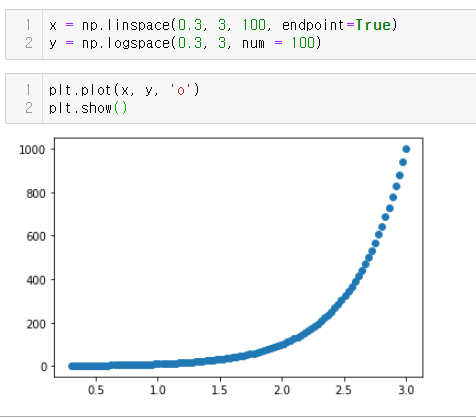 1 x = np.linspace(0.3, 3, 100, endpoint=True)
2 y = np.logspace(0.3, 3, num = 100)
1 plt.plot(x, y, 'o')
2 plt.show()
1000
800
600
400
200
0
0.5 1.0 1.5 2.0 2.5 3.0